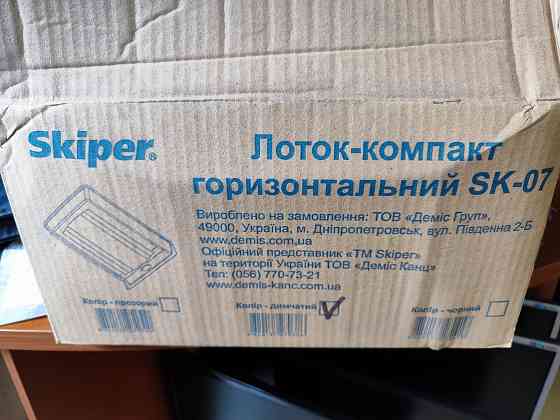 Skiper®
Лоток-компакт
горизонтальний SK-07
Вироблено на замовлення: ТОВ «Деміс Груп»,
49000, Україна, м. Дніпропетровськ, вул. Південна 2-Б
www.demis.com.ua
Офіційний представник «ТМ Skiper»
на території України ТОВ «Деміс Канц»
Тел: (056) 770-73-21
www.demis-kanc.com.ua
Колір - прозорий
Колір - димчатий
Колір - чорний